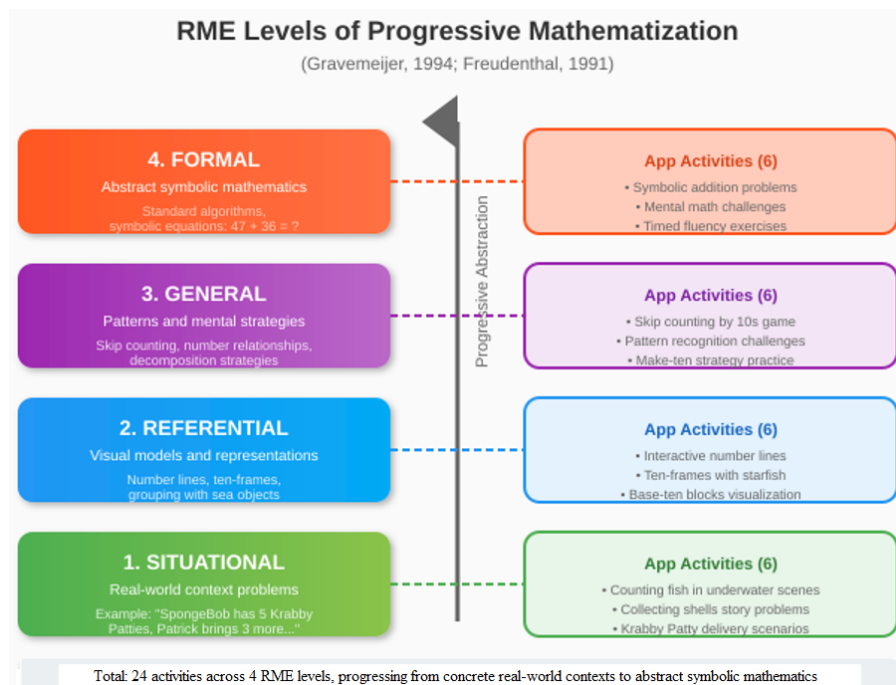 RME Levels of Progressive Mathematization
(Gravemeijer, 1994; Freudenthal, 1991)
4. FORMAL
Abstract symbolic mathematics
Standard algorithms,
symbolic equations: 47 + 36 = ?
App Activities (6)
• Symbolic addition problems
• Mental math challenges
• Timed fluency exercises
Progressive Abstraction
3. GENERAL
Patterns and mental strategies
Skip counting, number relationships,
decomposition strategies
App Activities (6)
• Skip counting by 10s game
• Pattern recognition challenges
• Make-ten strategy practice
2. REFERENTIAL
Visual models and representations
Number lines, ten-frames,
grouping with sea objects
App Activities (6)
• Interactive number lines
• Ten-frames with starfish
• Base-ten blocks visualization
1. SITUATIONAL
Real-world context problems
Example: "SpongeBob has 5 Krabby
Patties, Patrick brings 3 more..."
App Activities (6)
• Counting fish in underwater scenes
• Collecting shells story problems
• Krabby Patty delivery scenarios
Total: 24 activities across 4 RME levels, progressing from concrete real-world contexts to abstract symbolic mathematics